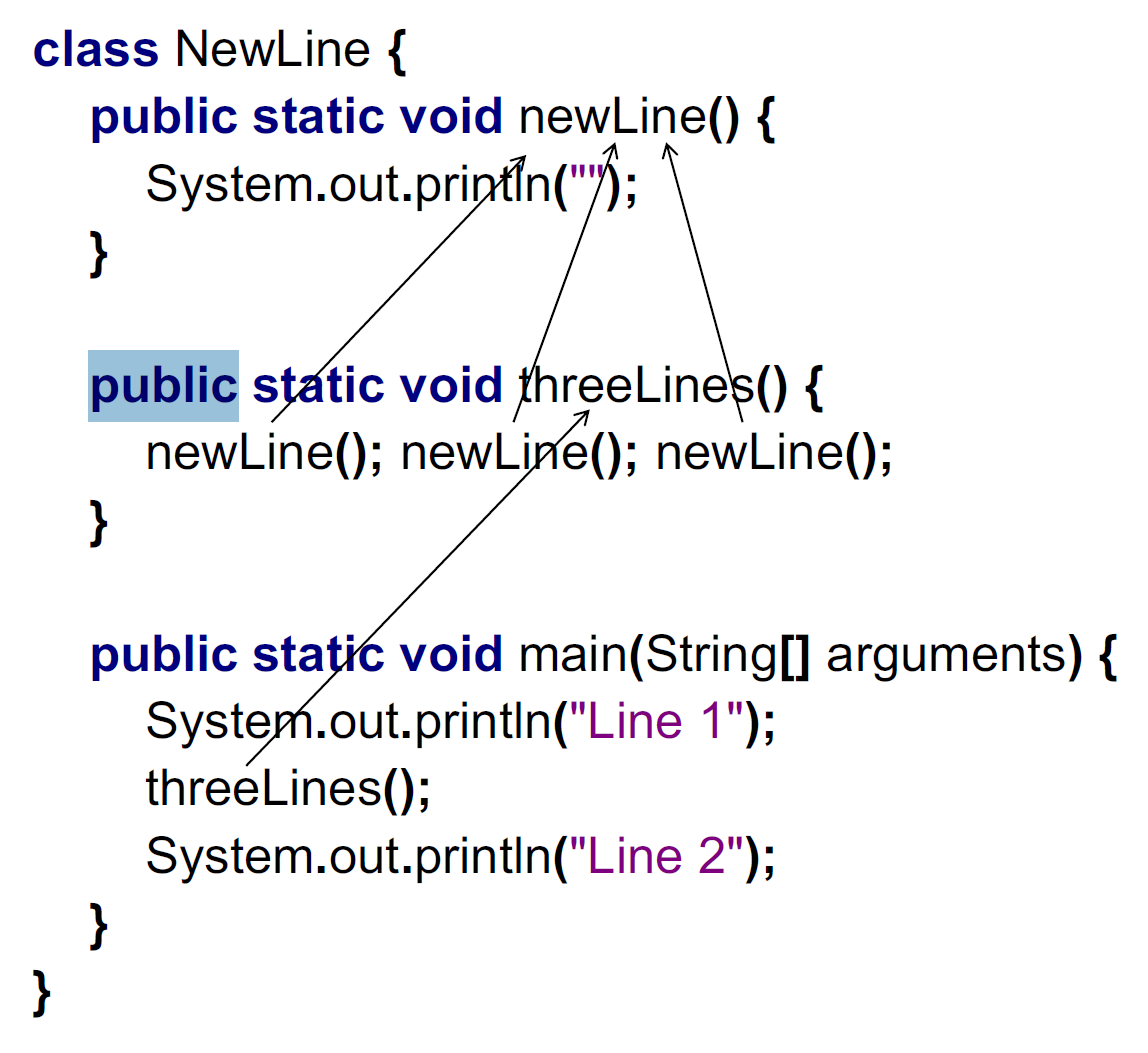 class NewLine {
public static void newLine() {
System.out.println("");
}
public static void threeLines() {
newLine(); newLine(); newLine();
}
public static void main(String[] arguments) {
System.out.println("Line 1");
threeLines();
System.out.println("Line 2");
}
}